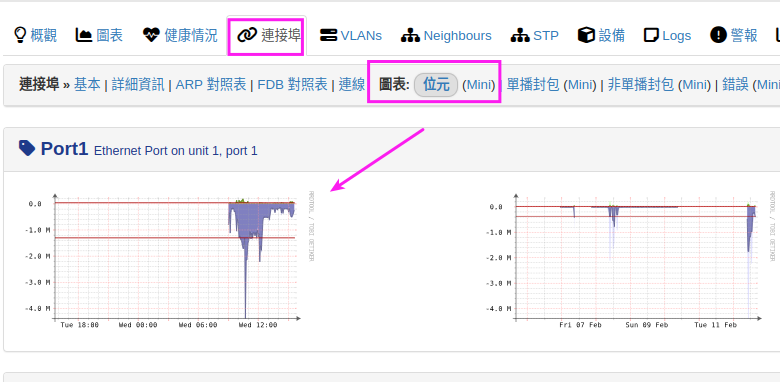 概觀 圖表 健康情況 連接埠 VLANs Neighbours STP 設備 Logs 警報
連接埠 » 基本 | 詳細資訊 | ARP 對照表 | FDB 對照表 | 連線 圖表: 位元 (Mini) 單播封包 (Mini) | 非單播封包 (Mini) | 錯誤 (Mini
Port1 Ethernet Port on unit 1, port 1
0.0
-1.0 M
-2.0 M
-3.0 M
-4.0 M
Tue 18:00 Wed 00:00 Wed 06:00 Wed 12:00
RRDTOOL / TOBI OETIKER
0.0
-1.0 M
-2.0 M
-3.0 M
-4.0 M
Fri 07 Feb Sun 09 Feb Tue 11 Feb
RRDTOOL / TOBI OETIKER